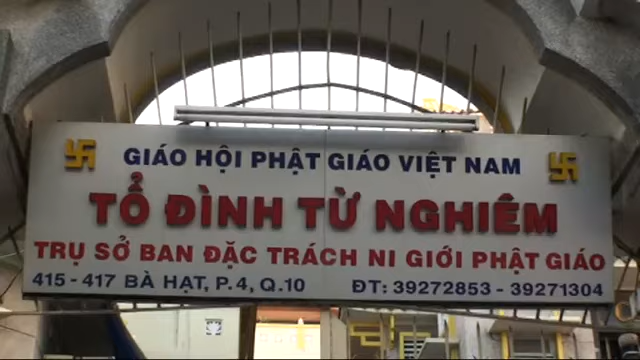 GIÁO HỘI PHẬT GIÁO VIỆT NAM
TỔ ĐÌNH TỪ NGHIÊM
TRỤ SỞ BAN ĐẶC TRÁCH NI GIỚI PHẬT GIÁO
415 - 417 BÀ HẠT, P.4, Q.10 ĐT: 39272853 - 39271304